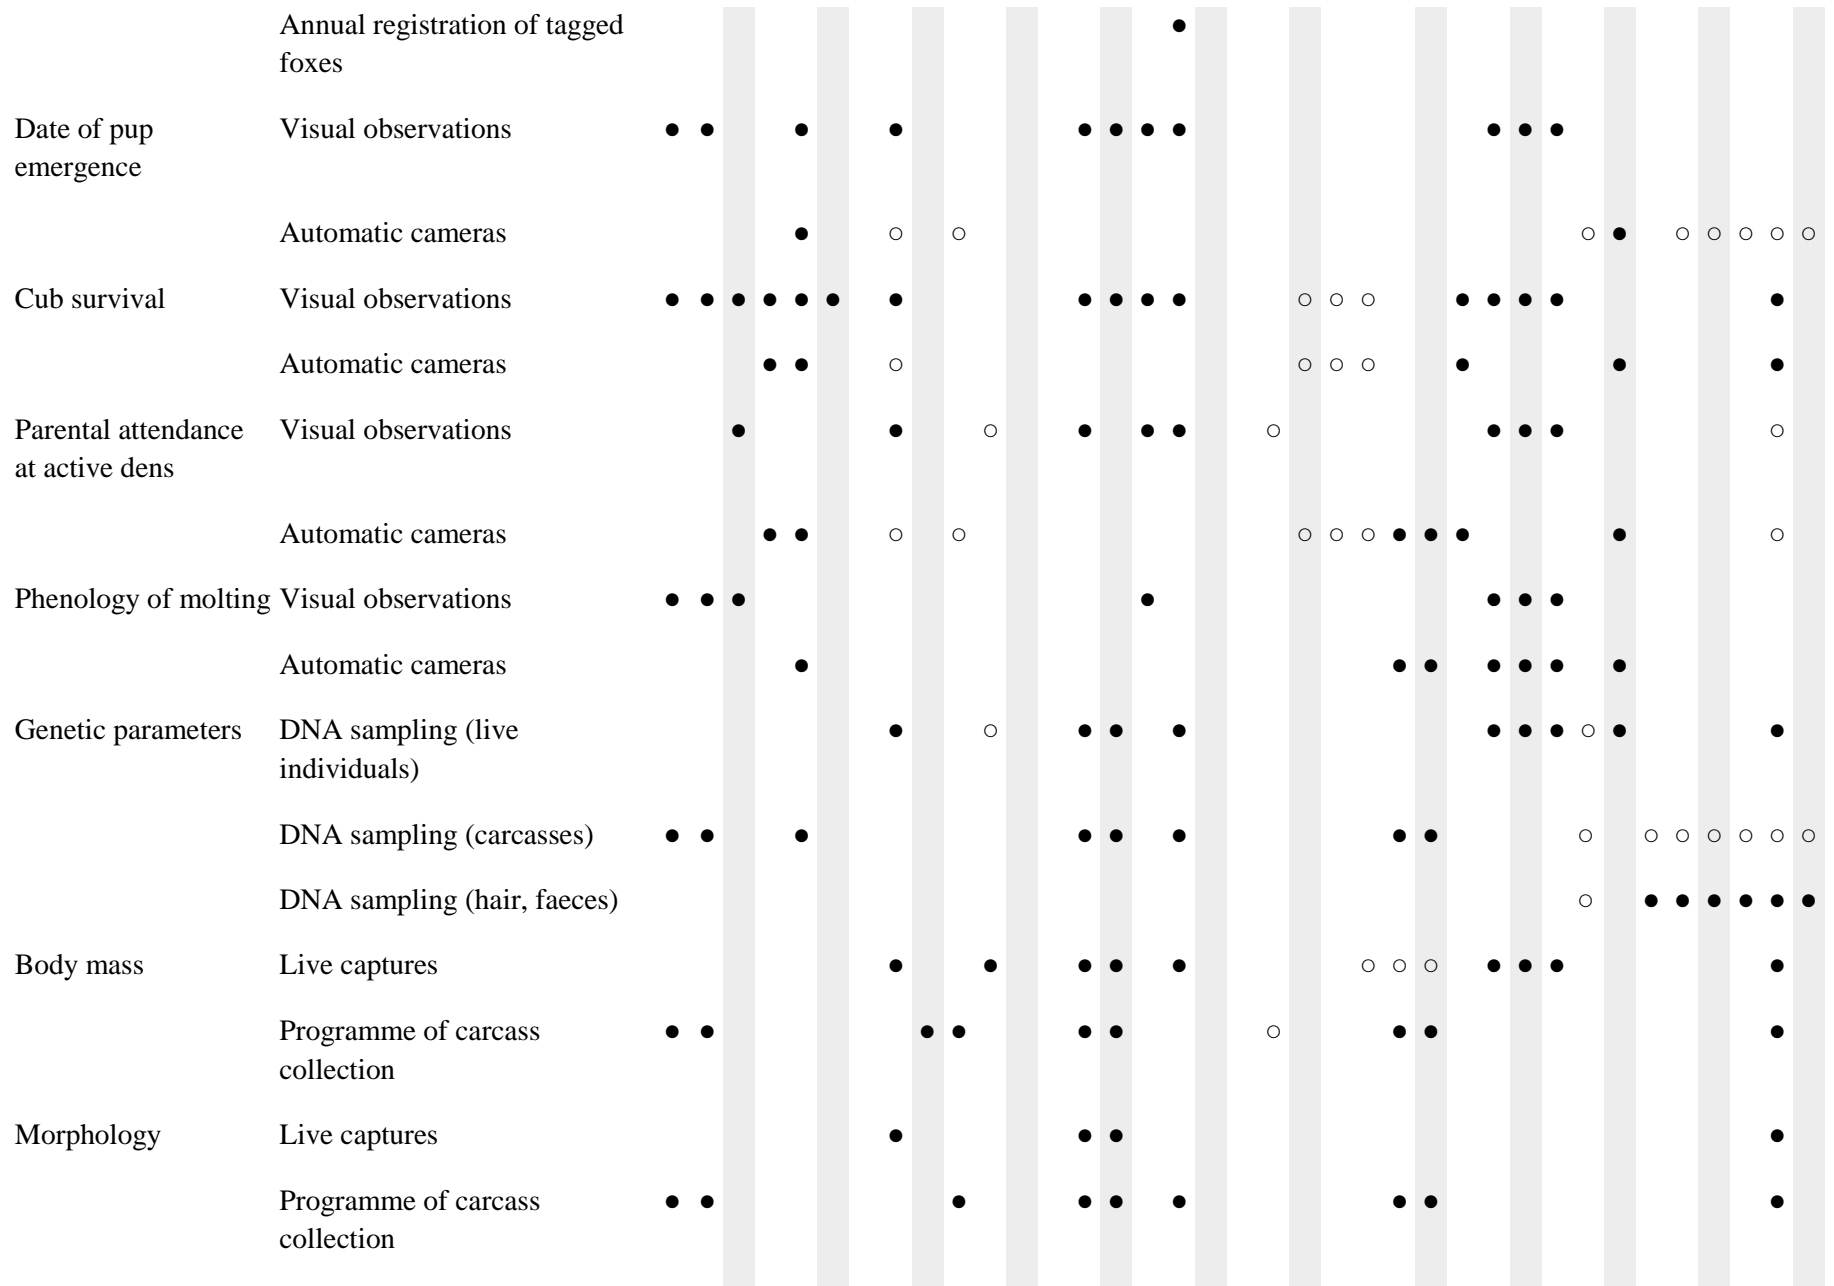 Annual registration of tagged
foxes ●
Date of pup
emergence Visual observations ● ● ● ● ● ● ● ● ● ● ●
Automatic cameras ● ○ ○ ○ ● ○ ○ ○ ○ ○
Cub survival Visual observations ● ● ● ● ● ● ● ● ● ● ● ○ ○ ○ ● ● ● ● ●
Automatic cameras ● ● ○ ○ ○ ○ ● ● ●
Parental attendance
at active dens Visual observations ● ● ○ ● ● ● ○ ● ● ● ○
Automatic cameras ● ● ○ ○ ○ ○ ○ ● ● ● ● ○
Phenology of molting Visual observations ● ● ● ● ● ● ●
Automatic cameras ● ● ● ● ● ● ●
Genetic parameters DNA sampling (live
individuals) ● ○ ● ● ● ● ● ● ○ ● ●
DNA sampling (carcasses) ● ● ● ● ● ● ● ● ○ ○ ○ ○ ○ ○ ○
DNA sampling (hair, faeces) ○ ● ● ● ● ● ●
Body mass Live captures ● ● ● ● ● ○ ○ ○ ● ● ● ●
Programme of carcass
collection ● ● ● ● ● ● ○ ● ● ●
Morphology Live captures ● ● ● ●
Programme of carcass
collection ● ● ● ● ● ● ● ● ●